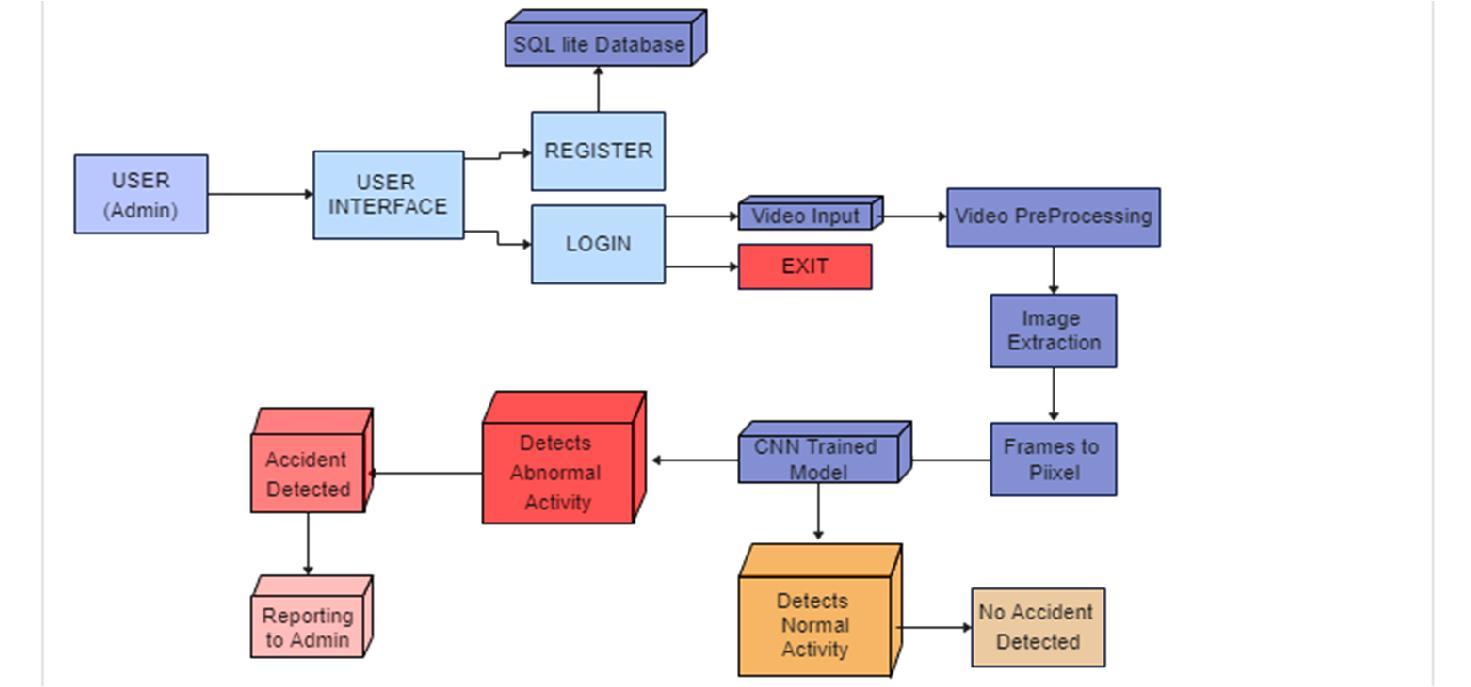 SQL lite Database
REGISTER
USER
(Admin)
USER
INTERFACE
LOGIN
Video Input
Video PreProcessing
EXIT
Image
Extraction
Accident
Detected
Detects
Abnormal
Activity
CNN Trained
Model
Frames to
Piixel
Reporting
to Admin
Detects
Normal
Activity
No Accident
Detected